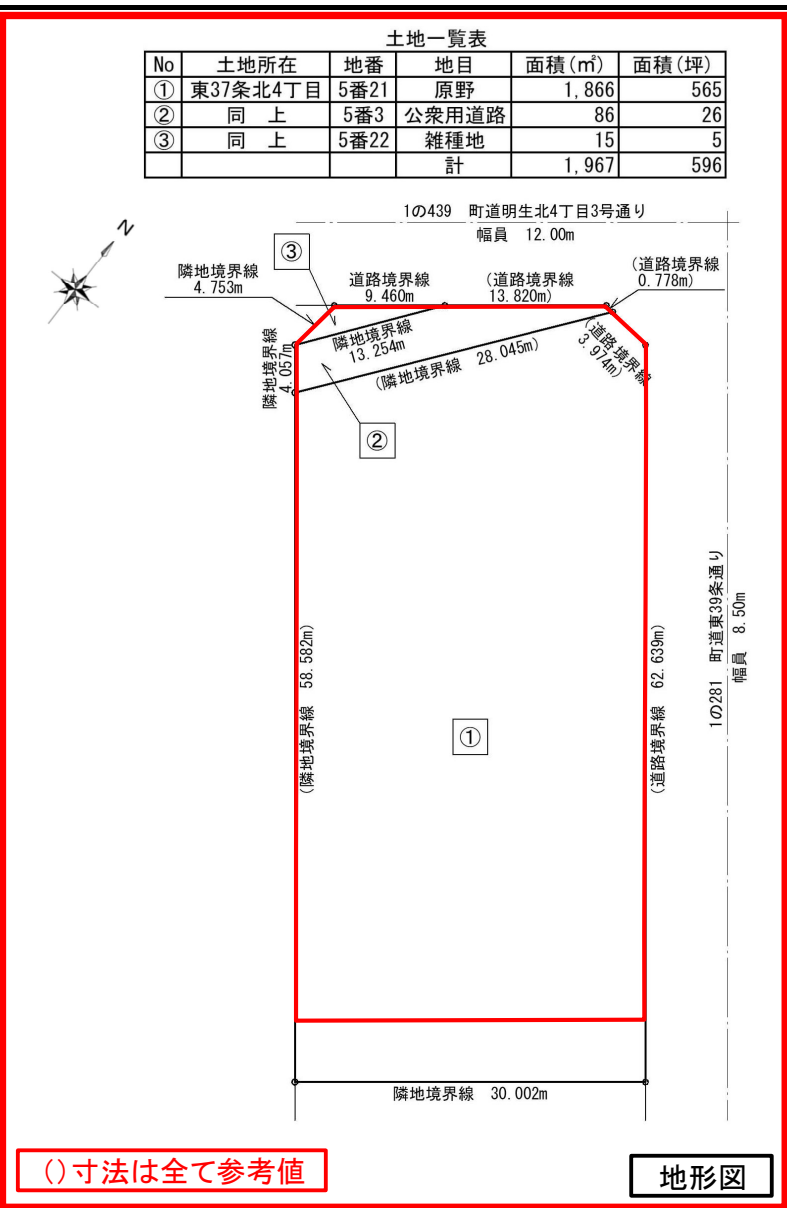 土地一覧表
No 土地所在 地番 地目 面積(㎡) 面積(坪)
① 東37条北4丁目 5番21 原野 1,866 565
② 同 上 5番3 公衆用道路 86 26
③ 同 上 5番22 雑種地 15 5
計 1,967 596
1の439 町道明生北4丁目3号通り
幅員 12.00m
N
③
隣地境界線
4.753m
道路境界線
9.460m
(道路境界線
13.820m)
(道路境界線
0.778m)
隣地境界線
4.057m
隣地境界線
13.254m
(隣地境界線 28.045m)
(道路境界線
3.974m)
②
(隣地境界線 58.582m)
①
(道路境界線 62.639m)
1の281 町道東39条通り
幅員 8.50m
隣地境界線 30.002m
()寸法は全て参考値
地形図